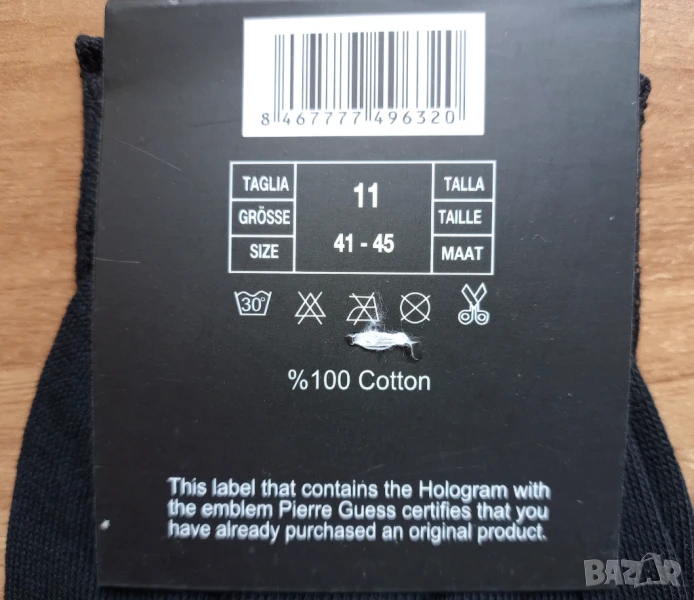 8 467777 496320
TAGLIA 11 TALLA
GRÖSSE TAILLE
SIZE 41 - 45 MAAT
30°
%100 Cotton
This label that contains the Hologram with
the emblem Pierre Guess certifies that you
have already purchased an original product.
BAZAR